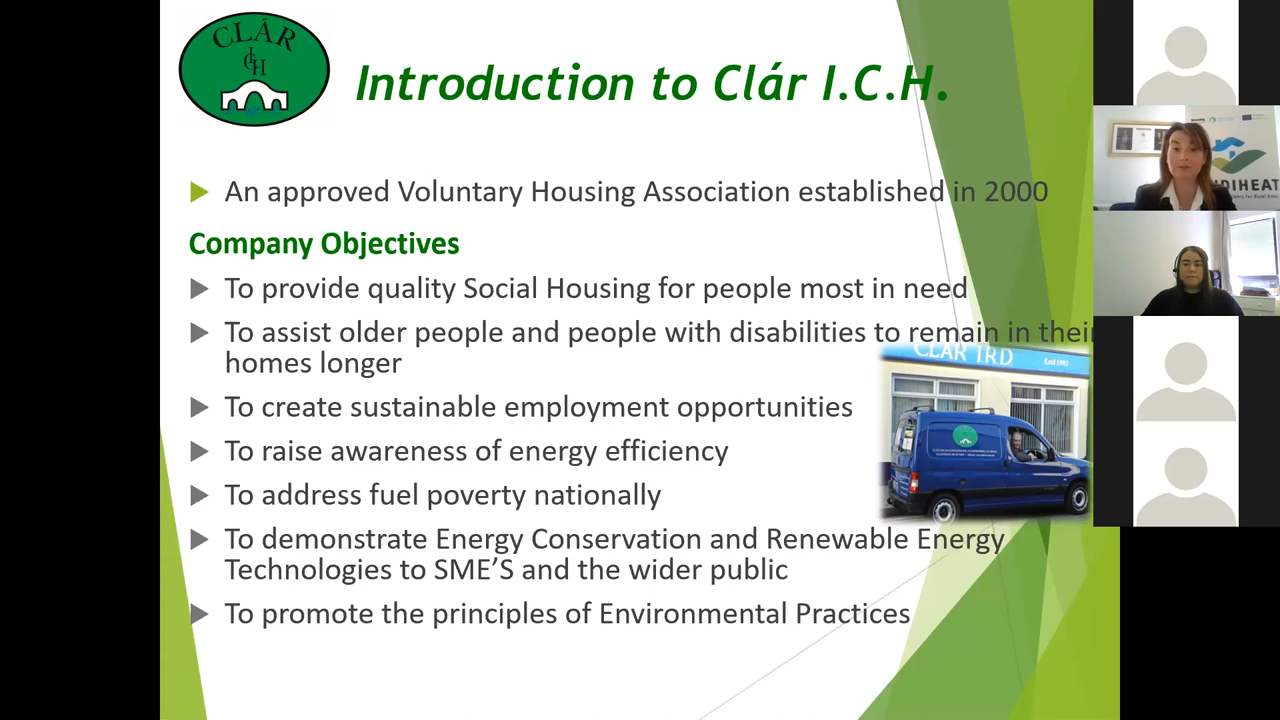 CLÁR
ICH
Introduction to Clár I.C.H.
An approved Voluntary Housing Association established in 2000
Company Objectives
To provide quality Social Housing for people most in need
To assist older people and people with disabilities to remain in their
homes longer
To create sustainable employment opportunities
To raise awareness of energy efficiency
To address fuel poverty nationally
To demonstrate Energy Conservation and Renewable Energy
Technologies to SME’S and the wider public
To promote the principles of Environmental Practices
CLAR I.R.D
Estd 1993
DIHEAT